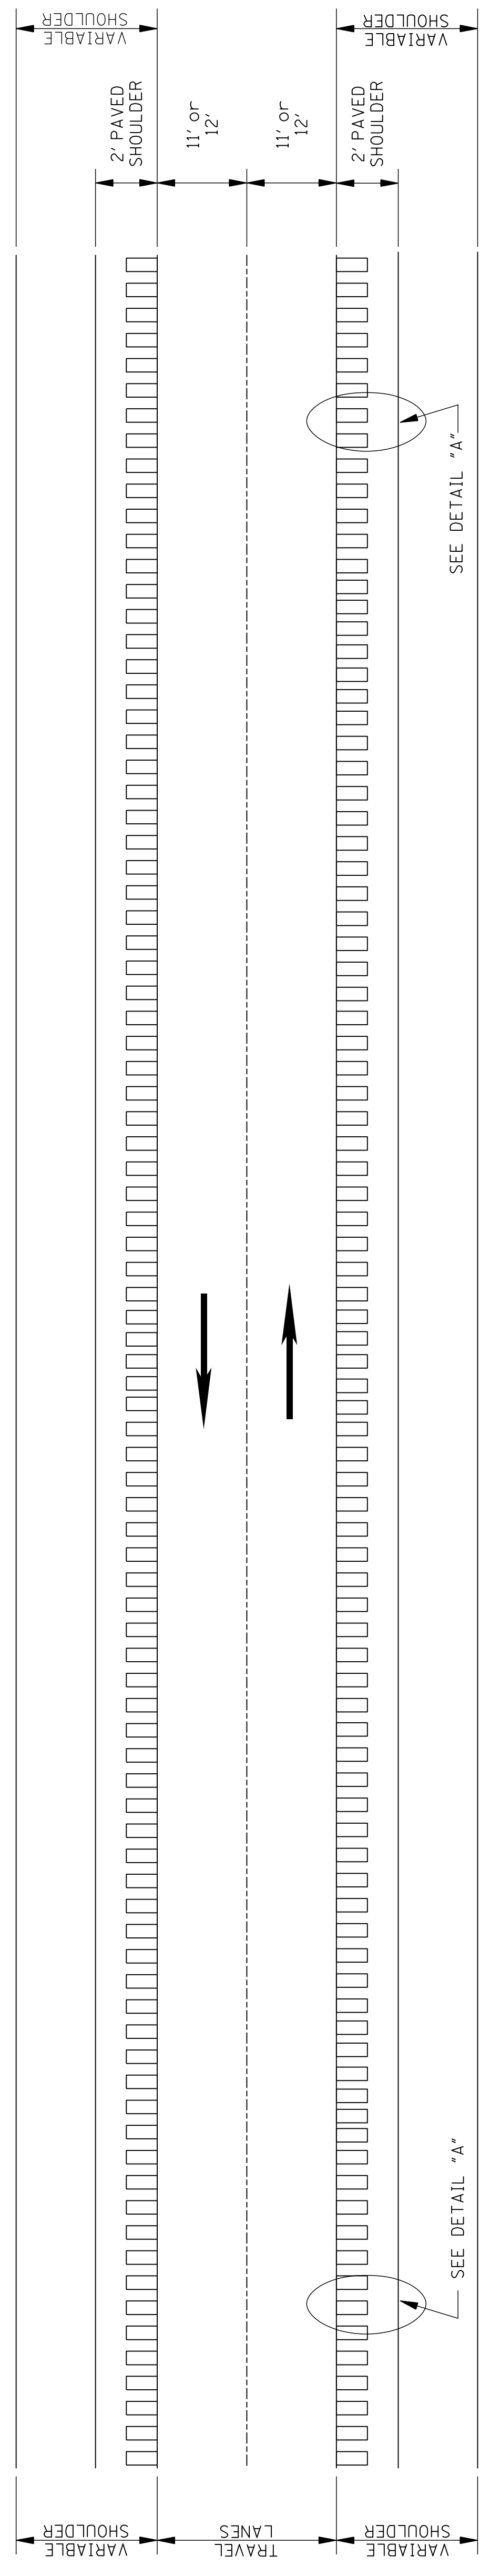 VARIABLE
SHOULDER
VARIABLE
SHOULDER
2' PAVED
SHOULDER
11' or
12'
11' or
12'
2' PAVED
SHOULDER
SEE DETAIL "A"
SEE DETAIL "A"
VARIABLE
SHOULDER
TRAVEL
LANES
VARIABLE
SHOULDER